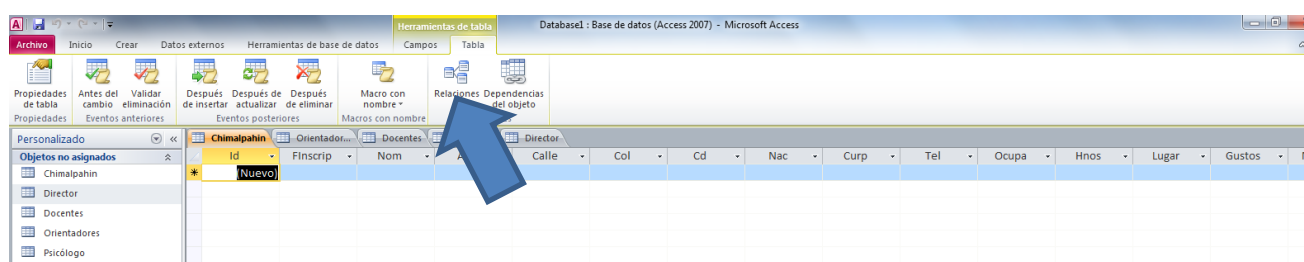 A
Herramientas de tabla Database1 : Base de datos (Access 2007) - Microsoft Access
Archivo Inicio Crear Datos externos Herramientas de base de datos Campos Tabla
Propiedades Antes del Validar Después Después de Después Macro con Relaciones Dependencias
de tabla cambio eliminación de insertar actualizar de eliminar nombre del objeto
Propiedades Eventos anteriores Eventos posteriores Macros con nombre
Personalizado « Chimalpahin Orientador... Docentes Director
Objetos no asignados Id FInscrip Nom Calle Col Cd Nac Curp Tel Ocupa Hnos Lugar Gustos
Chimalpahin * (Nuevo)
Director
Docentes
Orientadores
Psicólogo